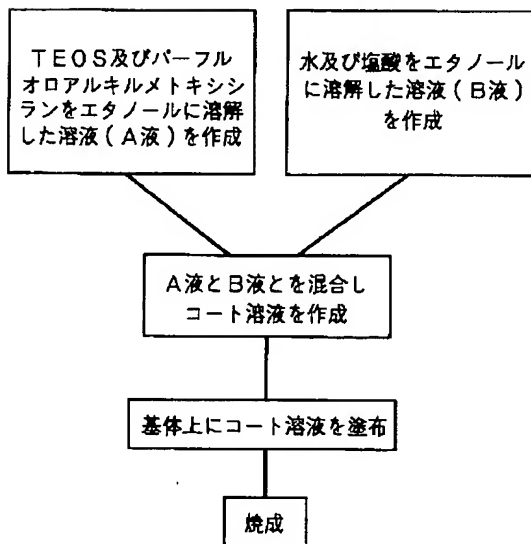 TEOS及びパーフル
オロアルキルメトキシシ
ランをエタノールに溶解
した溶液（A液）を作成
水及び塩酸をエタノール
に溶解した溶液（B液）
を作成
A液とB液とを混合し
コート溶液を作成
基体上にコート溶液を塗布
焼成